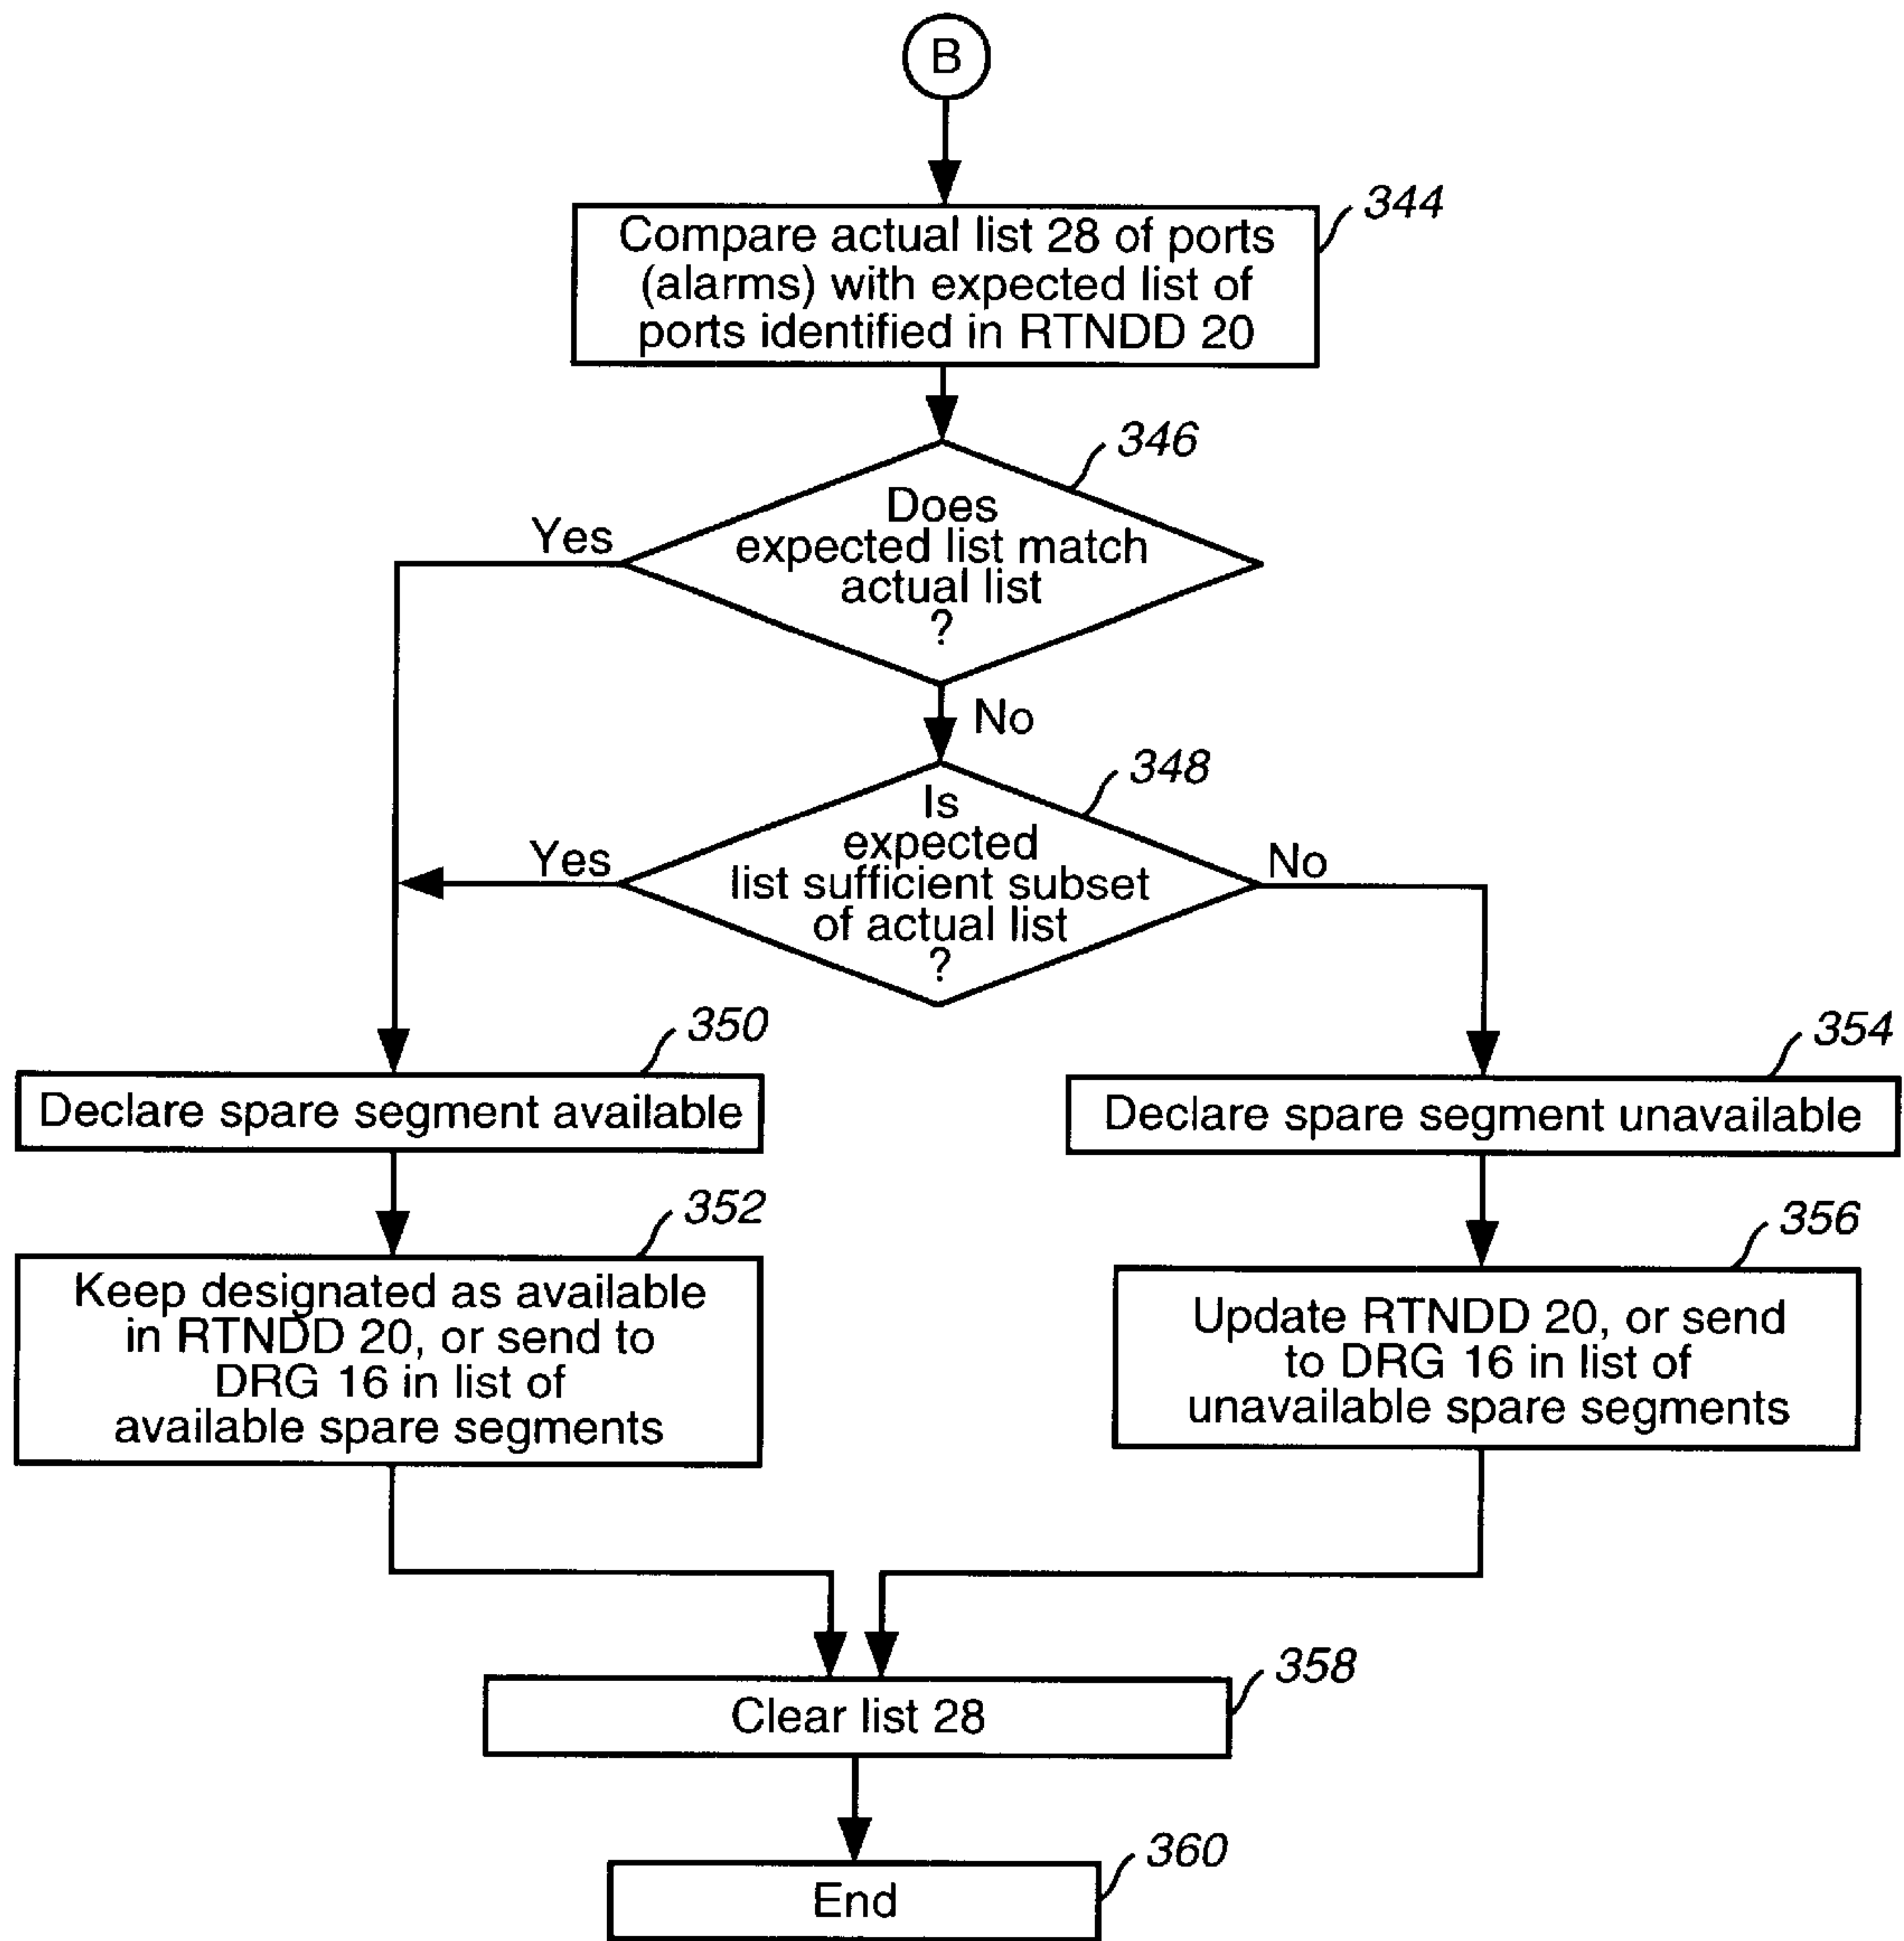 B
344
Compare actual list 28 of ports
(alarms) with expected list of
ports identified in RTNDD 20
346
Does
expected list match
actual list
?
Yes
No
348
Is
expected
list sufficient subset
of actual list
?
Yes
No
350
Declare spare segment available
354
Declare spare segment unavailable
352
Keep designated as available
in RTNDD 20, or send to
DRG 16 in list of
available spare segments
356
Update RTNDD 20, or send
to DRG 16 in list of
unavailable spare segments
358
Clear list 28
360
End